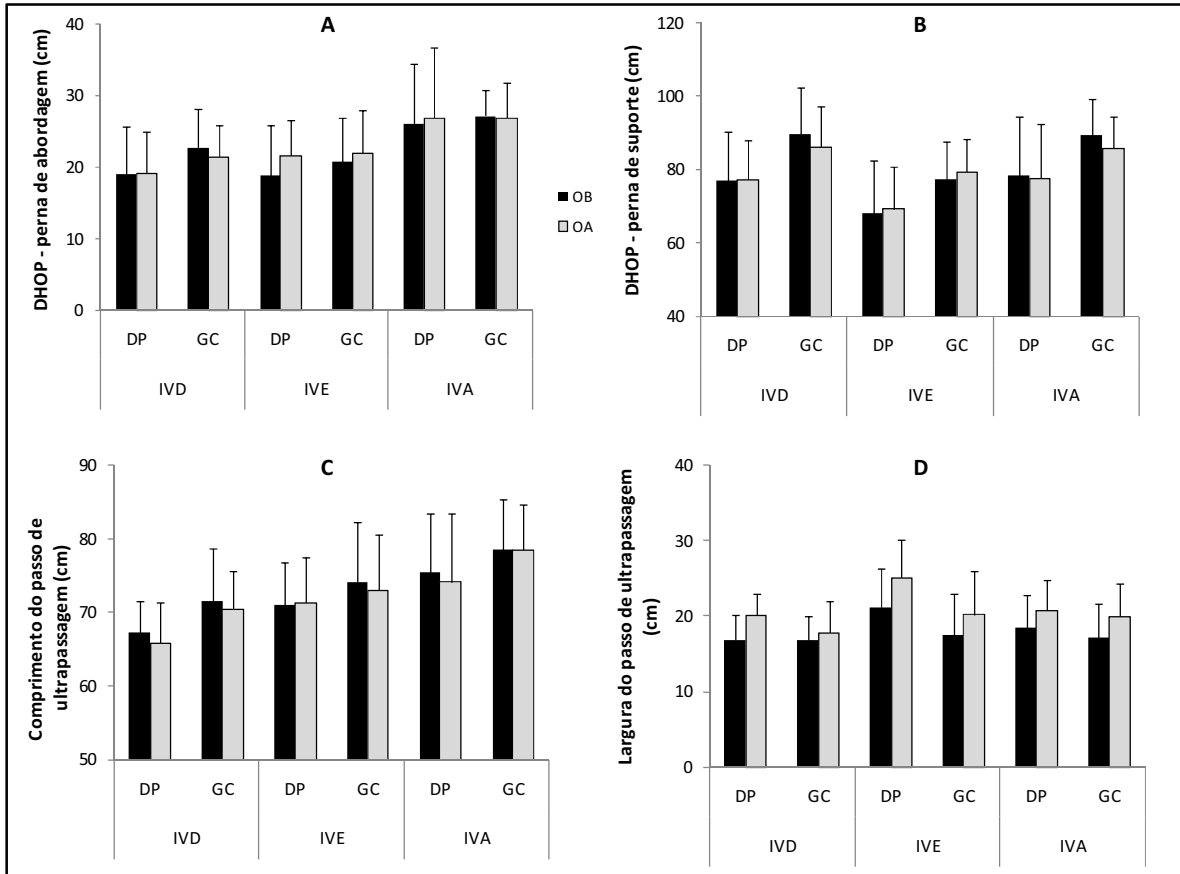 A
DHOP - perna de abordagem (cm)
40
30
20
10
0
DP GC DP GC DP GC
IVD IVE IVA
OB
OA
B
DHOP - perna de suporte (cm)
120
100
80
60
40
DP GC DP GC DP GC
IVD IVE IVA
C
Comprimento do passo de
ultrapassagem (cm)
90
80
70
60
50
DP GC DP GC DP GC
IVD IVE IVA
D
Largura do passo de ultrapassagem
(cm)
40
30
20
10
0
DP GC DP GC DP GC
IVD IVE IVA